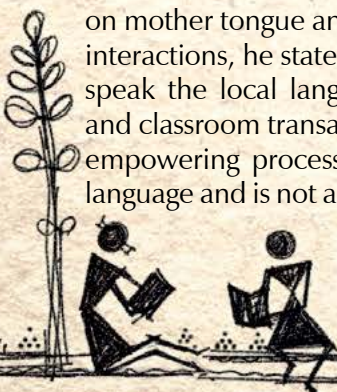 on mother tongue an
interactions, he state
speak the local lang
and classroom transa
empowering process
language and is not a